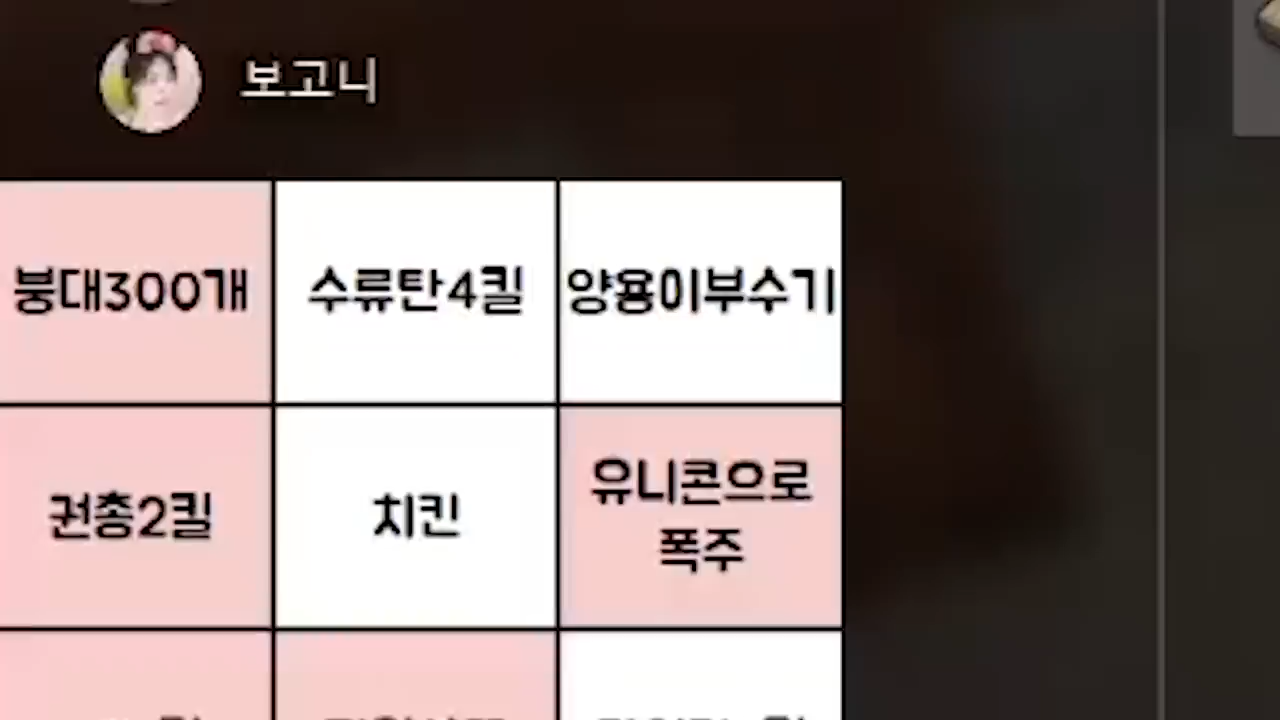 보고니
붕대300개
수류탄4킬
양용이부수기
권총2킬
치킨
유니콘으로
폭주